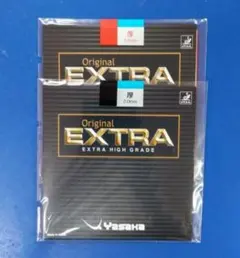 厚
Original
EXTRA
厚
Original
EXTRA
EXTRA HIGH GRADE
Yasaka